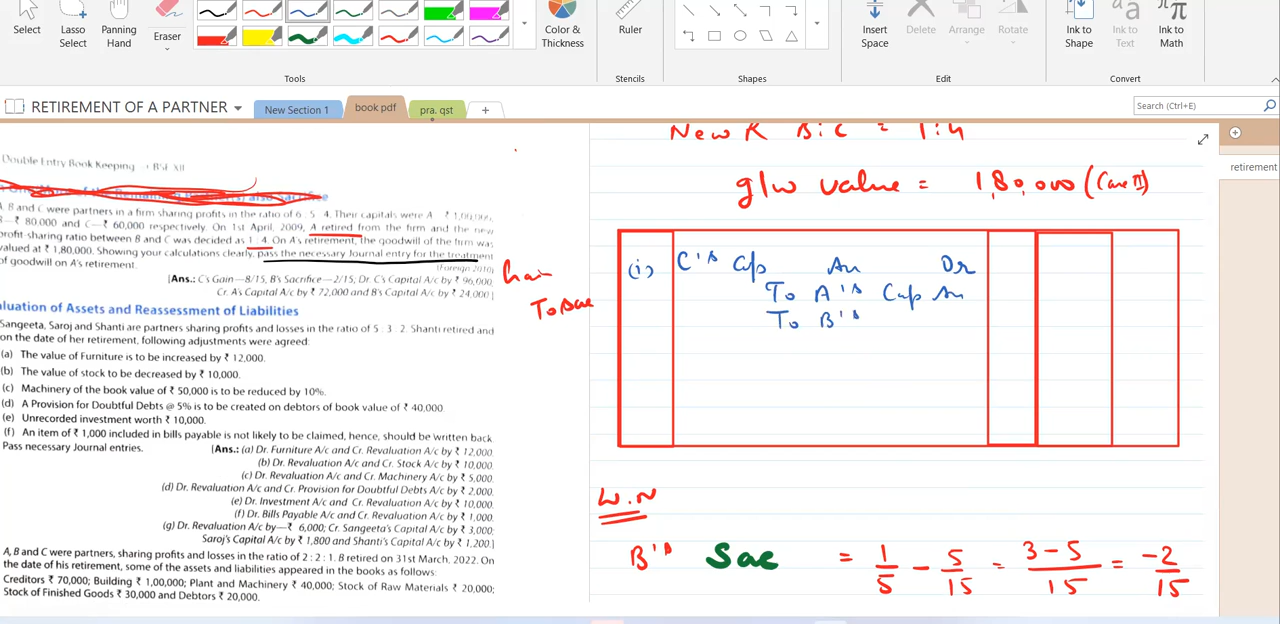 Select
Lasso Select
Panning Hand
Eraser
Color & Thickness
Ruler
Insert Space
Delete
Arrange
Rotate
Ink to Shape
Ink to Text
Ink to Math
Tools
Stencils
Shapes
Edit
Convert
RETIREMENT OF A PARTNER
New Section 1
book pdf
pra. qst
+
Search (Ctrl+E)
retirement
Double Entry Book Keeping
A, B and C were partners in a firm sharing profits in the ratio of 6 : 5 : 4. Their capitals were A
80,000 and C—₹ 60,000 respectively. On 1st April, 2009, A retired from the firm and the new
profit-sharing ratio between B and C was decided as 1 : 4. On A's retirement, the goodwill of the firm was
valued at ₹ 1,80,000. Showing your calculations clearly, pass the necessary Journal entry for the treatment
of goodwill on A's retirement.
(Foreign 2010)
[Ans.: C's Gain—8/15, B's Sacrifice—2/15; Dr. C's Capital A/c by ₹ 96,000,
Cr. A's Capital A/c by ₹ 72,000 and B's Capital A/c by ₹ 24,000]
aluation of Assets and Reassessment of Liabilities
Sangeeta, Saroj and Shanti are partners sharing profits and losses in the ratio of 5 : 3 : 2. Shanti retired and
on the date of her retirement, following adjustments were agreed:
(a) The value of Furniture is to be increased by ₹ 12,000.
(b) The value of stock to be decreased by ₹ 10,000.
(c) Machinery of the book value of ₹ 50,000 is to be reduced by 10%.
(d) A Provision for Doubtful Debts @ 5% is to be created on debtors of book value of ₹ 40,000.
(e) Unrecorded investment worth ₹ 10,000.
(f) An item of ₹ 1,000 included in bills payable is not likely to be claimed, hence, should be written back.
Pass necessary Journal entries.
[Ans.: (a) Dr. Furniture A/c and Cr. Revaluation A/c by ₹ 12,000.
(b) Dr. Revaluation A/c and Cr. Stock A/c by ₹ 10,000;
(c) Dr. Revaluation A/c and Cr. Machinery A/c by ₹ 5,000,
(d) Dr. Revaluation A/c and Cr. Provision for Doubtful Debts A/c by ₹ 2,000;
(e) Dr. Investment A/c and Cr. Revaluation A/c by ₹ 10,000;
(f) Dr. Bills Payable A/c and Cr. Revaluation A/c by ₹ 1,000;
(g) Dr. Revaluation A/c by—₹ 6,000; Cr. Sangeeta's Capital A/c by ₹ 3,000;
Saroj's Capital A/c by ₹ 1,800 and Shanti's Capital A/c by ₹ 1,200.]
A, B and C were partners, sharing profits and losses in the ratio of 2 : 2 : 1. B retired on 31st March, 2022. On
the date of his retirement, some of the assets and liabilities appeared in the books as follows:
Creditors ₹ 70,000; Building ₹ 1,00,000; Plant and Machinery ₹ 40,000; Stock of Raw Materials ₹ 20,000;
Stock of Finished Goods ₹ 30,000 and Debtors ₹ 20,000.
New R B:C = 1:4
g/w value = 1,80,000 (Case II)
(i) C's Cap An Dr
To A's Cap An
To B's
To Sac
W.N
B's Sac = 1/5 - 5/15 = 3-5/15 = -2/15